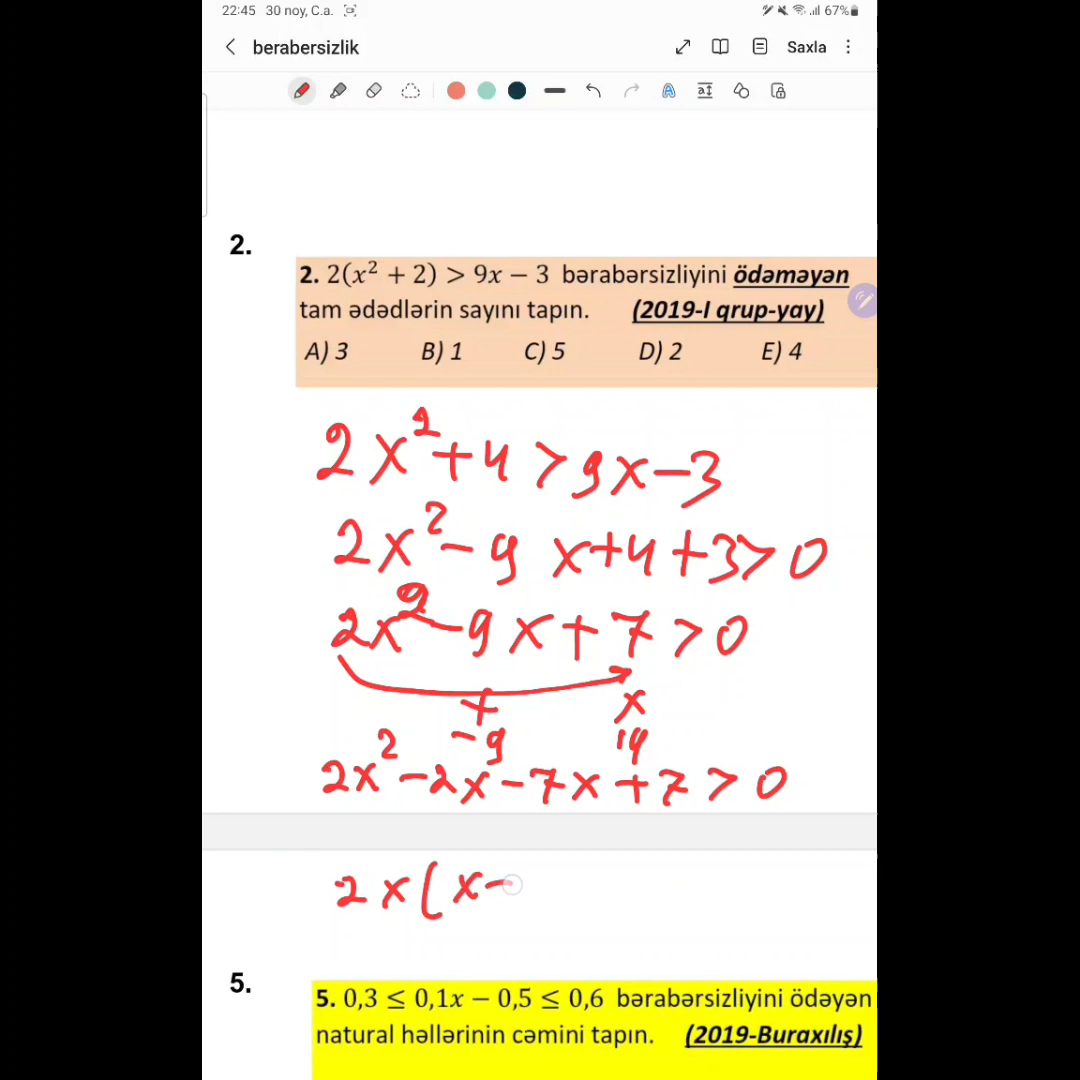 22:45 30 noy, C.a. 67%
berabersizlik Saxla
2.
2. 2(x² + 2) > 9x − 3 bərabərsizliyini ödəməyən
tam ədədlərin sayını tapın. (2019-I qrup-yay)
A) 3 B) 1 C) 5 D) 2 E) 4
2x²+4>9x−3
2x²−9x+4+3>0
2x²−9x+7>0
+ x
−9 14
2x²−2x−7x+7>0
2x(x−
5.
5. 0,3 ≤ 0,1x − 0,5 ≤ 0,6 bərabərsizliyini ödəyən
natural həllərinin cəmini tapın. (2019-Buraxılış)